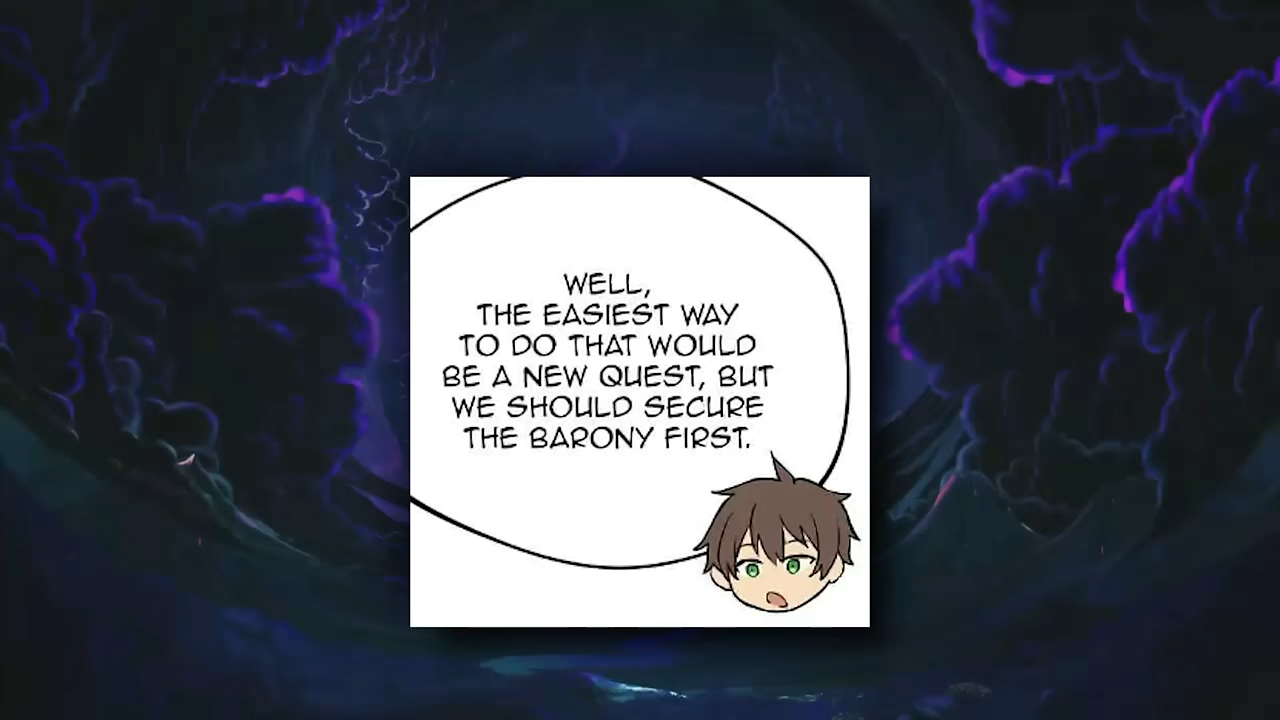 WELL,
THE EASIEST WAY
TO DO THAT WOULD
BE A NEW QUEST, BUT
WE SHOULD SECURE
THE BARONY FIRST.